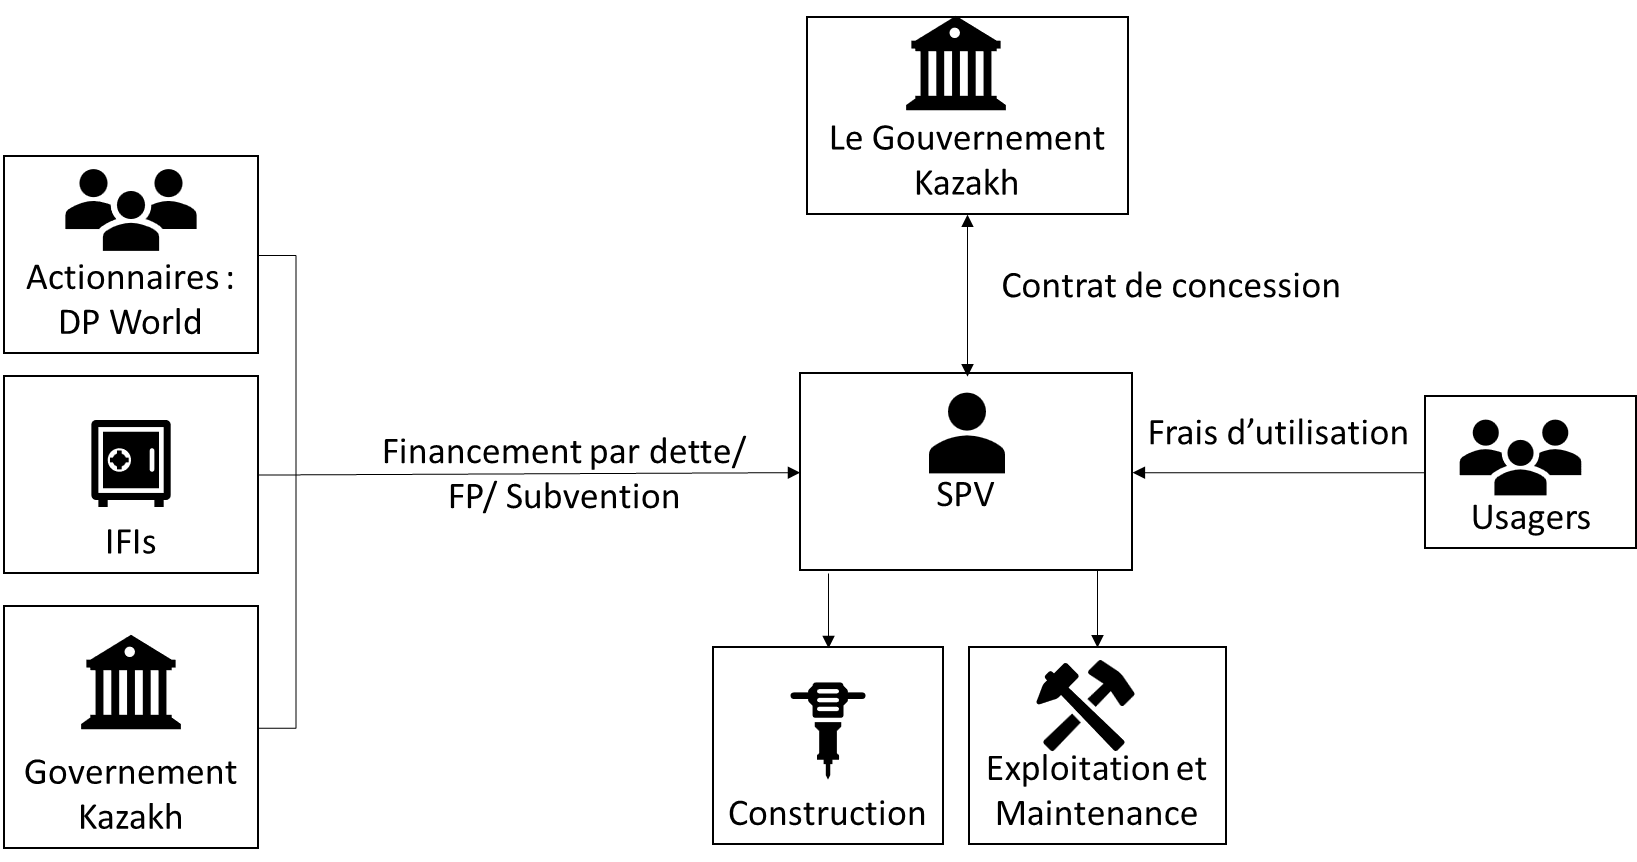 Le Gouvernement
Kazakh
Actionnaires :
DP World
Contrat de concession
IFIs
Financement par dette/
FP/ Subvention
SPV
Frais d’utilisation
Usagers
Governement
Kazakh
Construction
Exploitation et
Maintenance